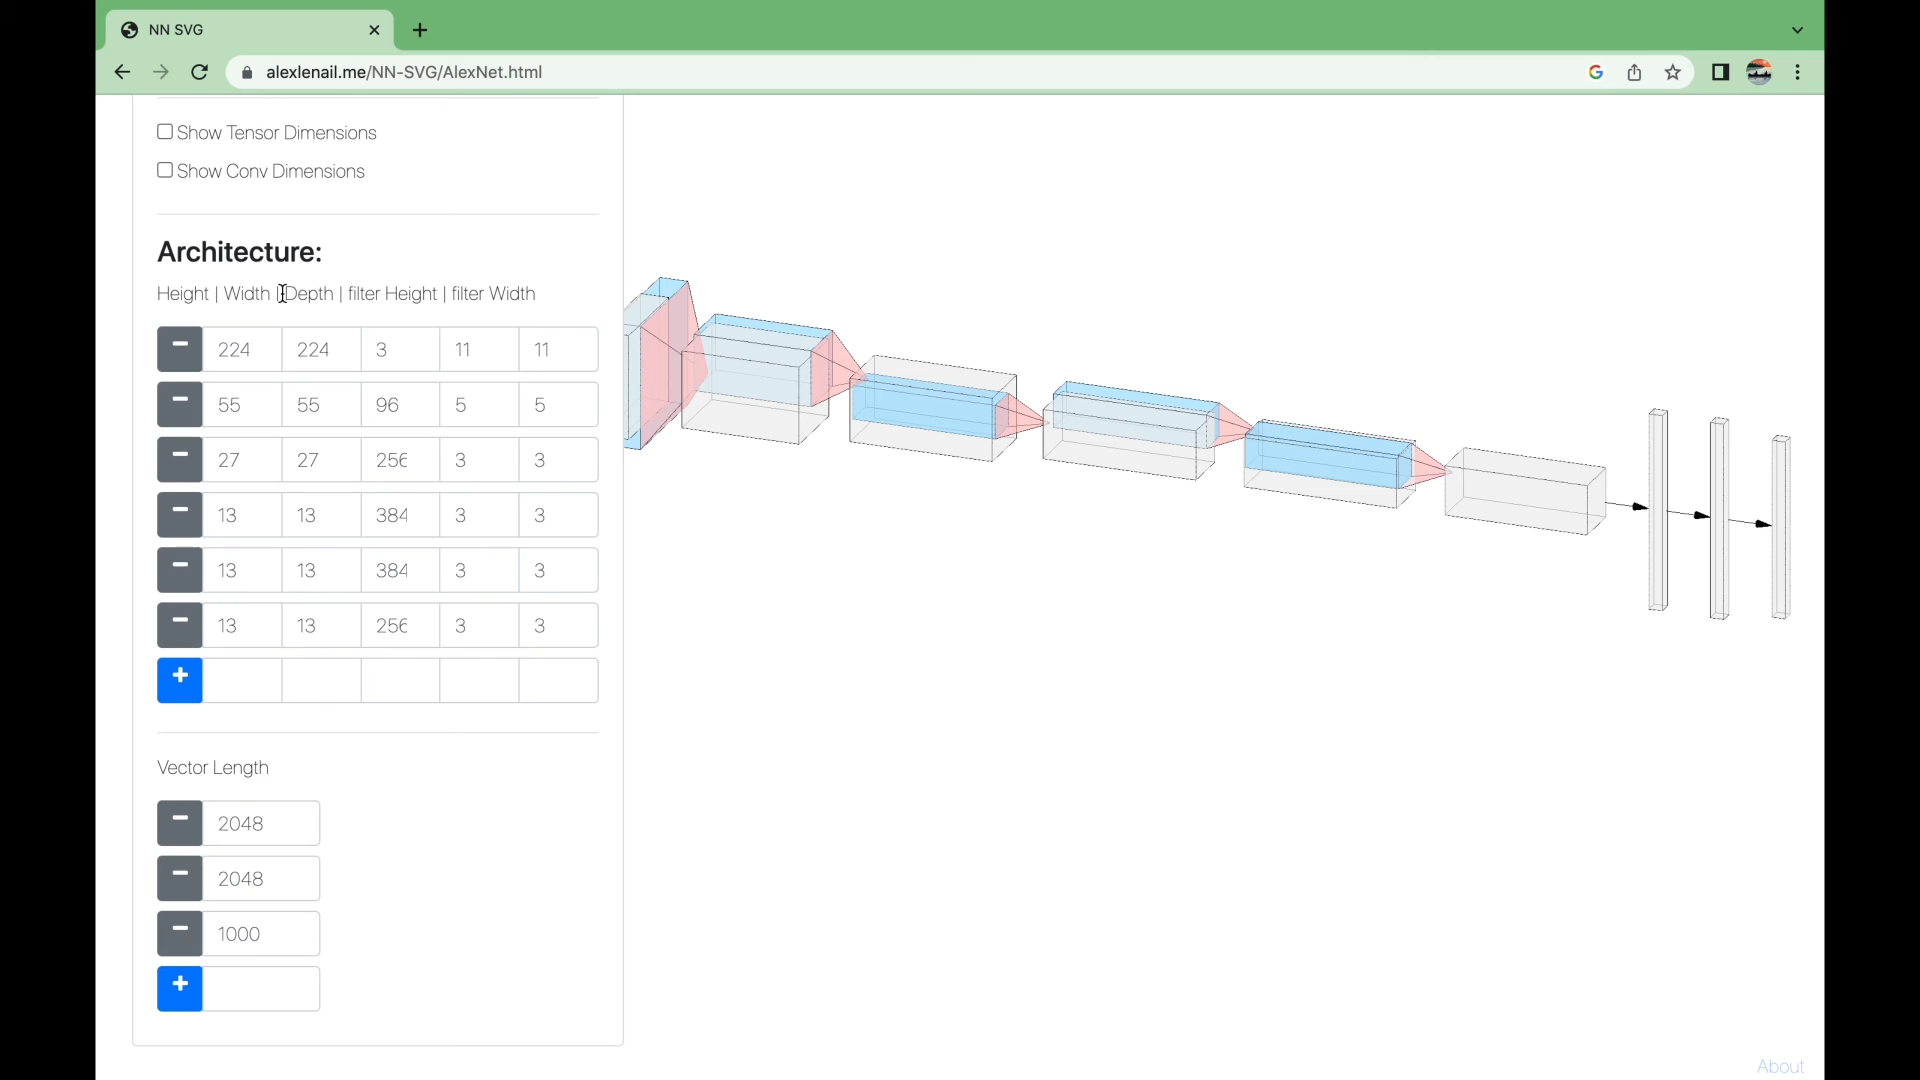 NN SVG
alexlenail.me/NN-SVG/AlexNet.html
Show Tensor Dimensions
Show Conv Dimensions
Architecture:
Height | Width | Depth | filter Height | filter Width
224 224 3 11 11
55 55 96 5 5
27 27 256 3 3
13 13 384 3 3
13 13 384 3 3
13 13 256 3 3
Vector Length
2048
2048
1000
About